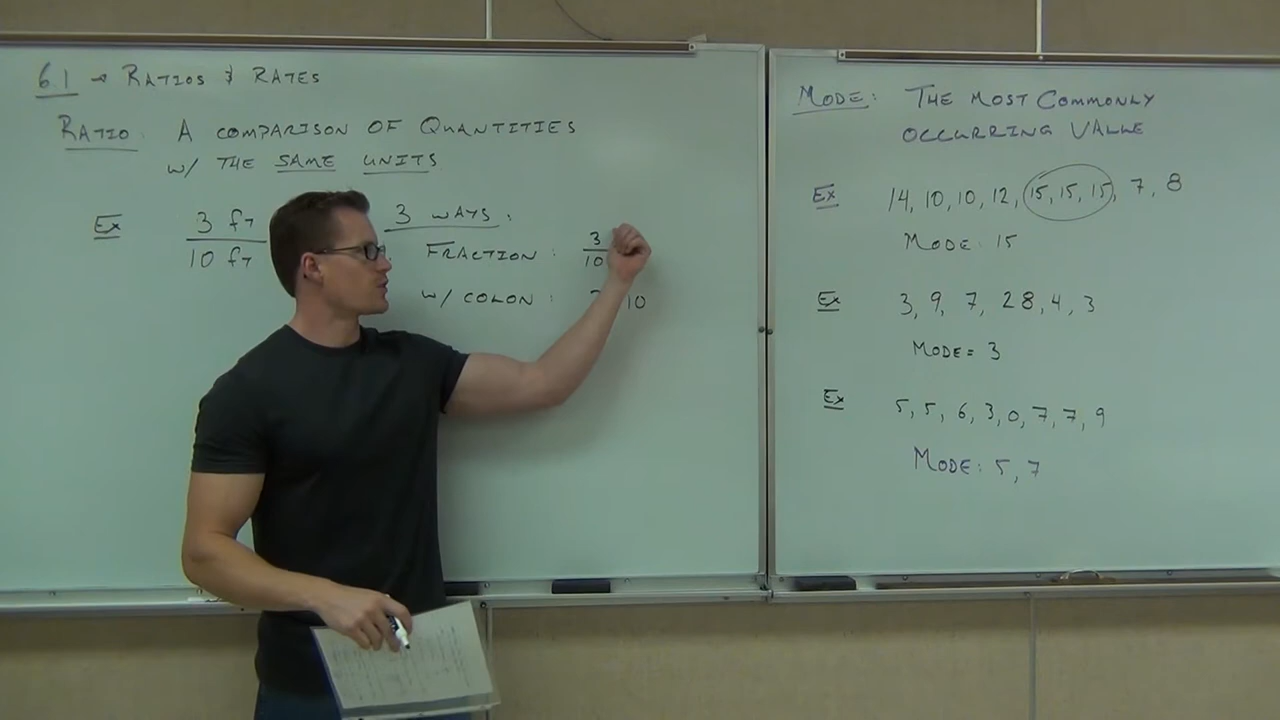 6.1 → RATIOS & RATES
RATIO: A COMPARISON OF QUANTITIES
W/ THE SAME UNITS.
Ex 3 FT
10 FT
3 WAYS:
FRACTION: 3
10
W/ COLON: 10
MODE: THE MOST COMMONLY
OCCURRING VALUE
Ex 14, 10, 10, 12, 15, 15, 15, 7, 8
MODE: 15
Ex 3, 9, 7, 28, 4, 3
MODE = 3
Ex 5, 5, 6, 3, 0, 7, 7, 9
MODE: 5, 7